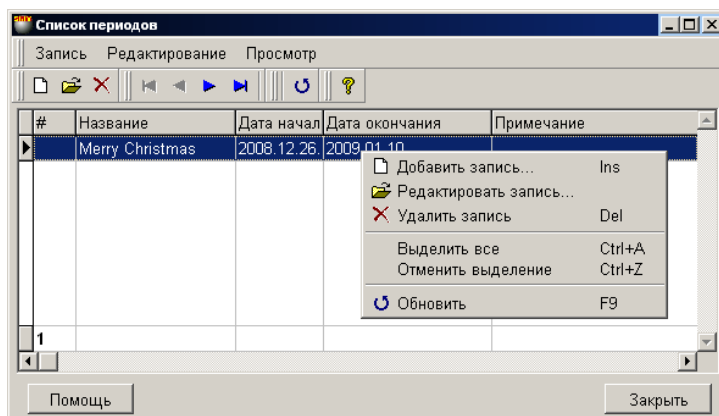 Список периодов
Запись Редактирование Просмотр
# Название Дата начал Дата окончания Примечание
Merry Christmas 2008.12.26. 2009.01.10
Добавить запись... Ins
Редактировать запись...
Удалить запись Del
Выделить все Ctrl+A
Отменить выделение Ctrl+Z
Обновить F9
1
Помощь Закрыть